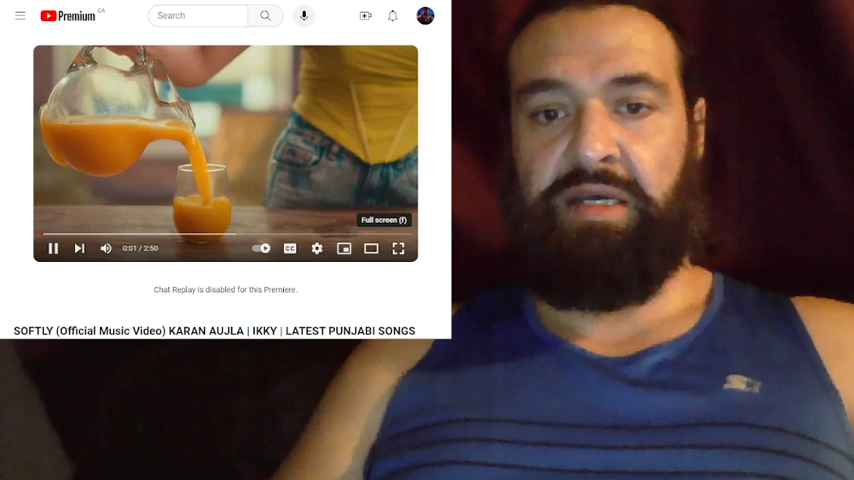 Premium CA
Search
Full screen (f)
0:01 / 2:50
CC
Chat Replay is disabled for this Premiere.
SOFTLY (Official Music Video) KARAN AUJLA | IKKY | LATEST PUNJABI SONGS